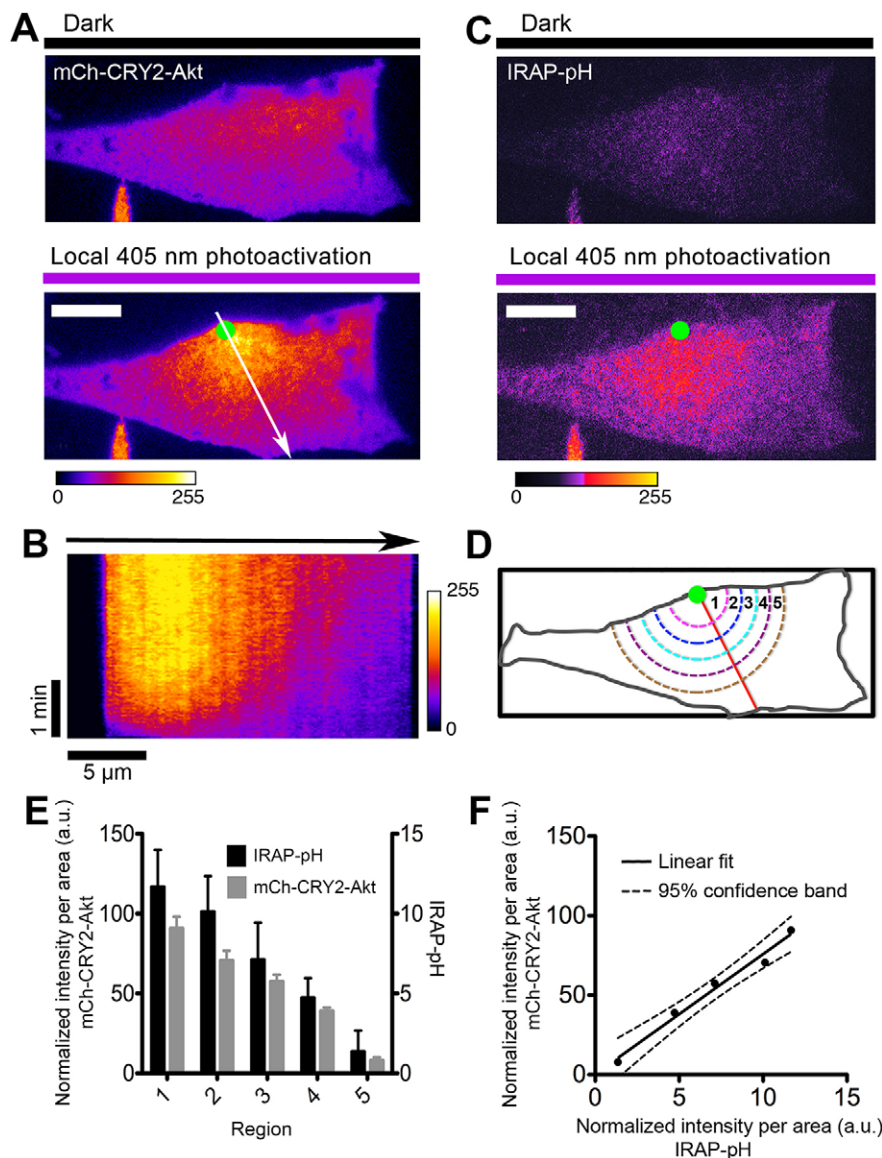 A
Dark
mCh-CRY2-Akt
Local 405 nm photoactivation
0
255
C
Dark
IRAP-pH
Local 405 nm photoactivation
0
255
B
1 min
5 µm
255
0
D
1 2 3 4 5
E
Normalized intensity per area (a.u.)
mCh-CRY2-Akt
150
100
50
0
IRAP-pH
mCh-CRY2-Akt
15
10
5
0
IRAP-pH
1 2 3 4 5
Region
F
Normalized intensity per area (a.u.)
mCh-CRY2-Akt
150
100
50
0
Linear fit
95% confidence band
0 5 10 15
Normalized intensity per area (a.u.)
IRAP-pH